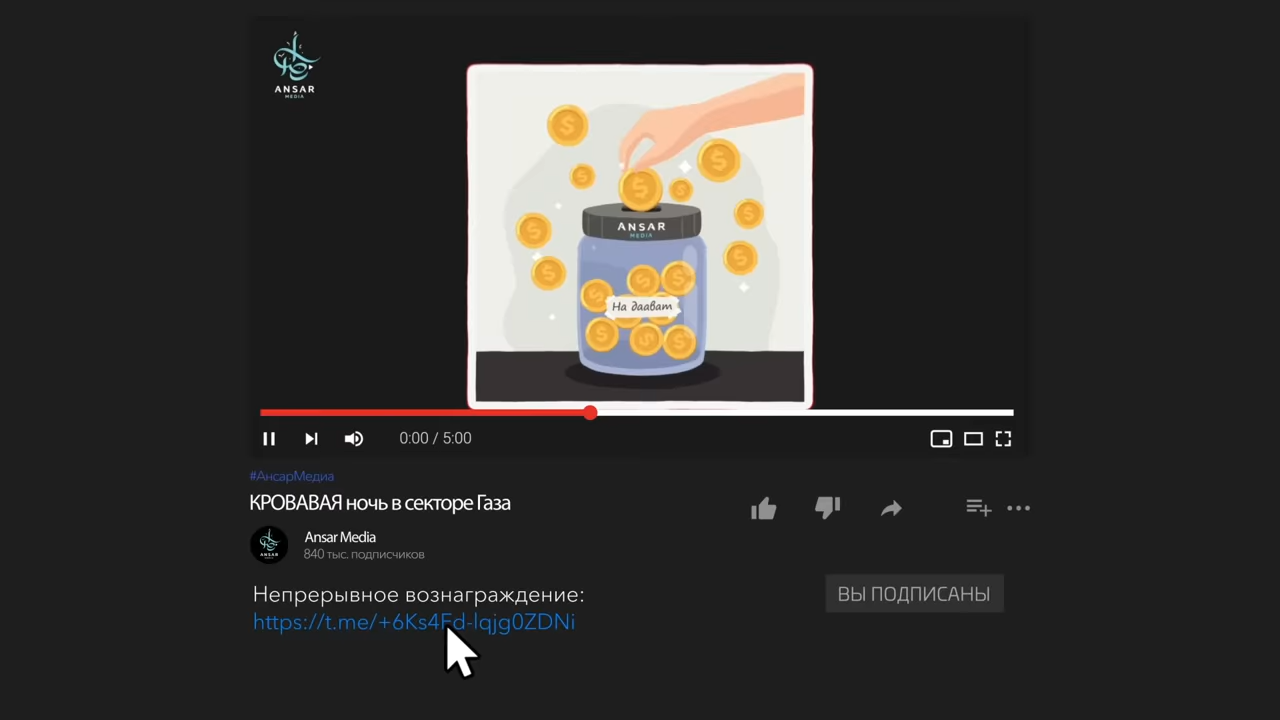 ANSAR
MEDIA
ANSAR
MEDIA
На даават
0:00 / 5:00
#АнсарМедиа
КРОВАВАЯ ночь в секторе Газа
Ansar Media
840 тыс. подписчиков
ANSAR
ВЫ ПОДПИСАНЫ
Непрерывное вознаграждение:
https://t.me/+6Ks4Fd-lqjg0ZDNi